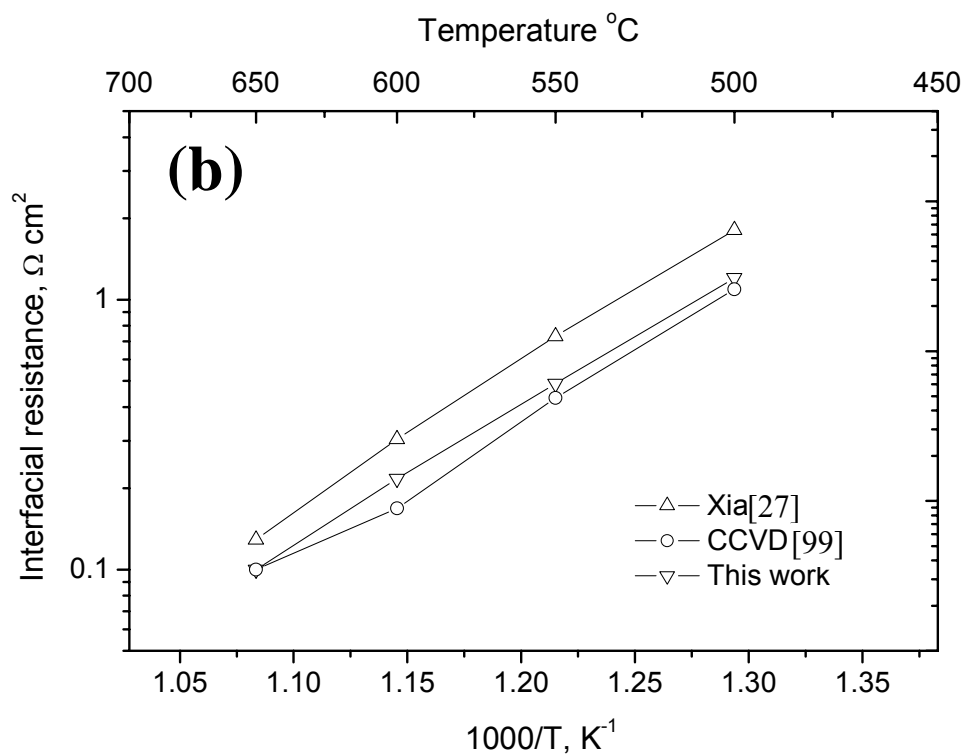 Temperature °C
700 650 600 550 500 450
(b)
Interfacial resistance, Ω cm²
1
0.1
Xia[27]
CCVD[99]
This work
1.05 1.10 1.15 1.20 1.25 1.30 1.35
1000/T, K⁻¹